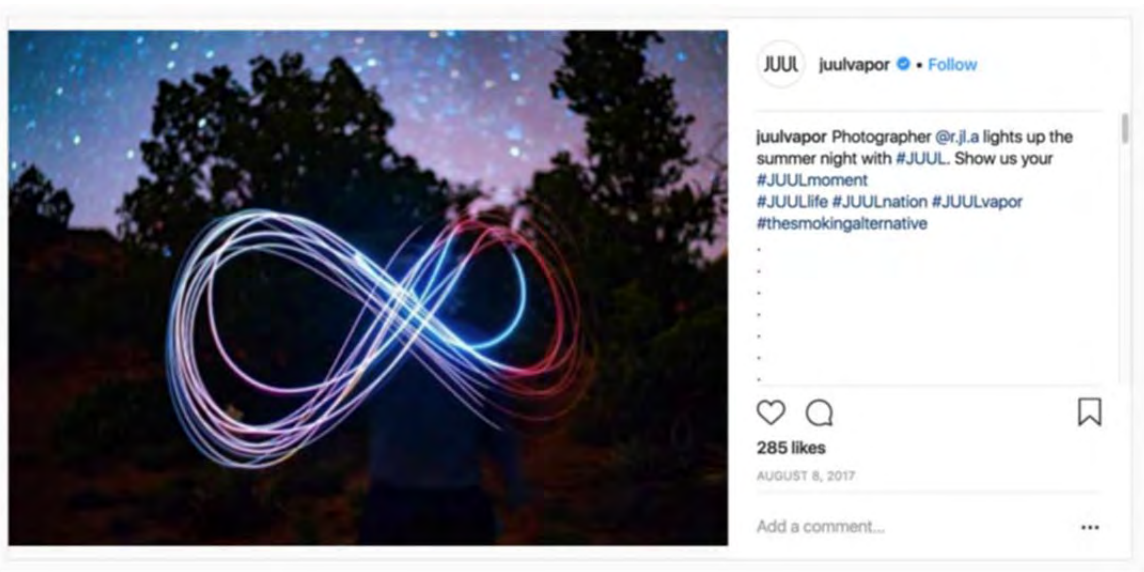 JUUL
juulvapor • Follow
juulvapor Photographer @r.jl.a lights up the
summer night with #JUUL. Show us your
#JUULmoment
#JUULlife #JUULnation #JUULvapor
#thesmokingalternative
.
.
.
.
.
.
.
285 likes
AUGUST 8, 2017
Add a comment...